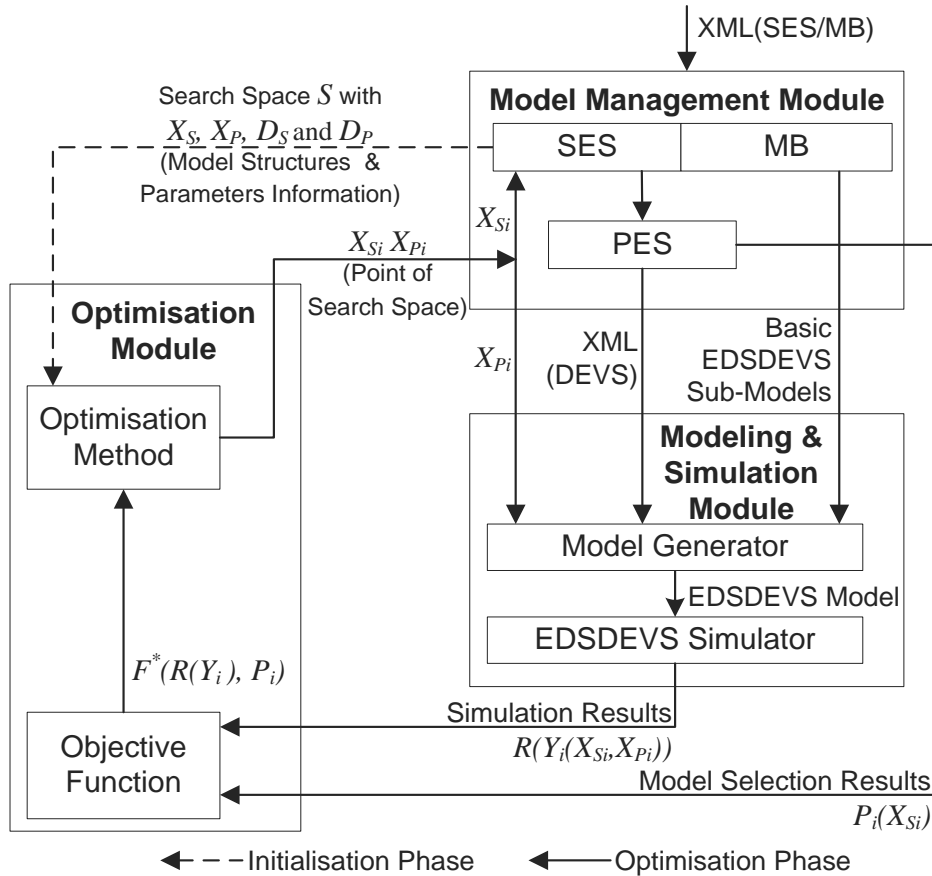 XML(SES/MB)
Search Space S with
X_S, X_P, D_S and D_P
(Model Structures &
Parameters Information)
Model Management Module
SES
MB
PES
X_Si
X_Si X_Pi
(Point of
Search Space)
X_Pi
XML
(DEVS)
Basic
EDSDEVS
Sub-Models
Optimisation
Module
Optimisation
Method
Modeling &
Simulation
Module
Model Generator
EDSDEVS Model
EDSDEVS Simulator
F*(R(Y_i), P_i)
Objective
Function
Simulation Results
R(Y_i(X_Si,X_Pi))
Model Selection Results
P_i(X_Si)
Initialisation Phase
Optimisation Phase